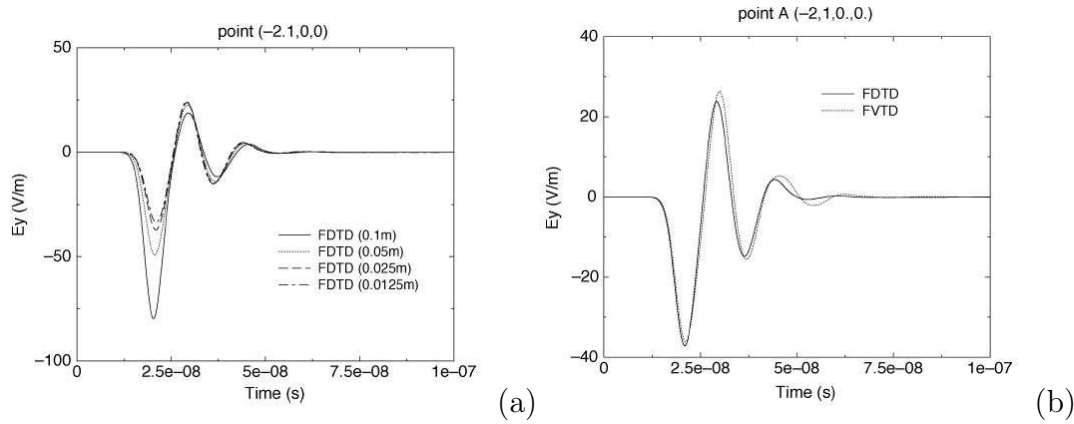 point (−2.1,0,0)
50
0
−50
−100
Ey (V/m)
FDTD (0.1m)
FDTD (0.05m)
FDTD (0.025m)
FDTD (0.0125m)
0
2.5e−08
5e−08
7.5e−08
1e−07
Time (s)
(a)
point A (−2,1,0.,0.)
40
20
0
−20
−40
Ey (V/m)
FDTD
FVTD
0
2.5e−08
5e−08
7.5e−08
1e−07
Time (s)
(b)